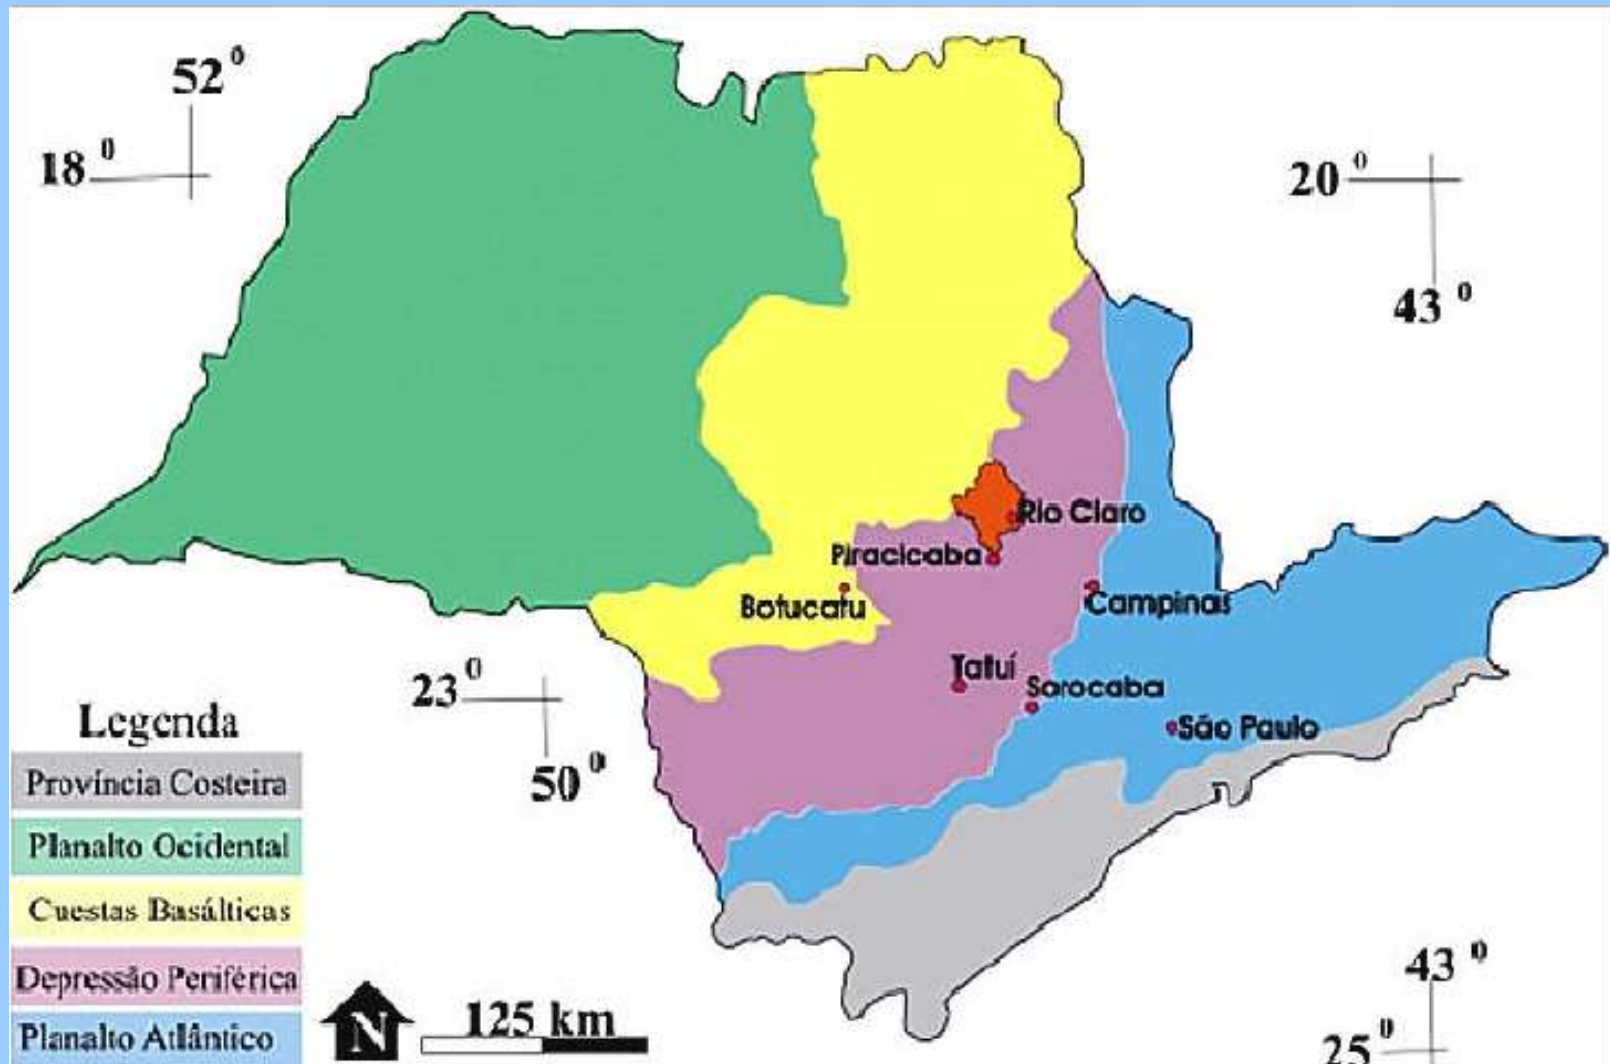 52⁰
18⁰
20⁰
43⁰
Rio Claro
Piracicaba
Botucatu
Campinas
Tatuí
Sorocaba
São Paulo
23⁰
50⁰
Legenda
Província Costeira
Planalto Ocidental
Cuestas Basálticas
Depressão Periférica
Planalto Atlântico
N
125 km
43⁰
25⁰